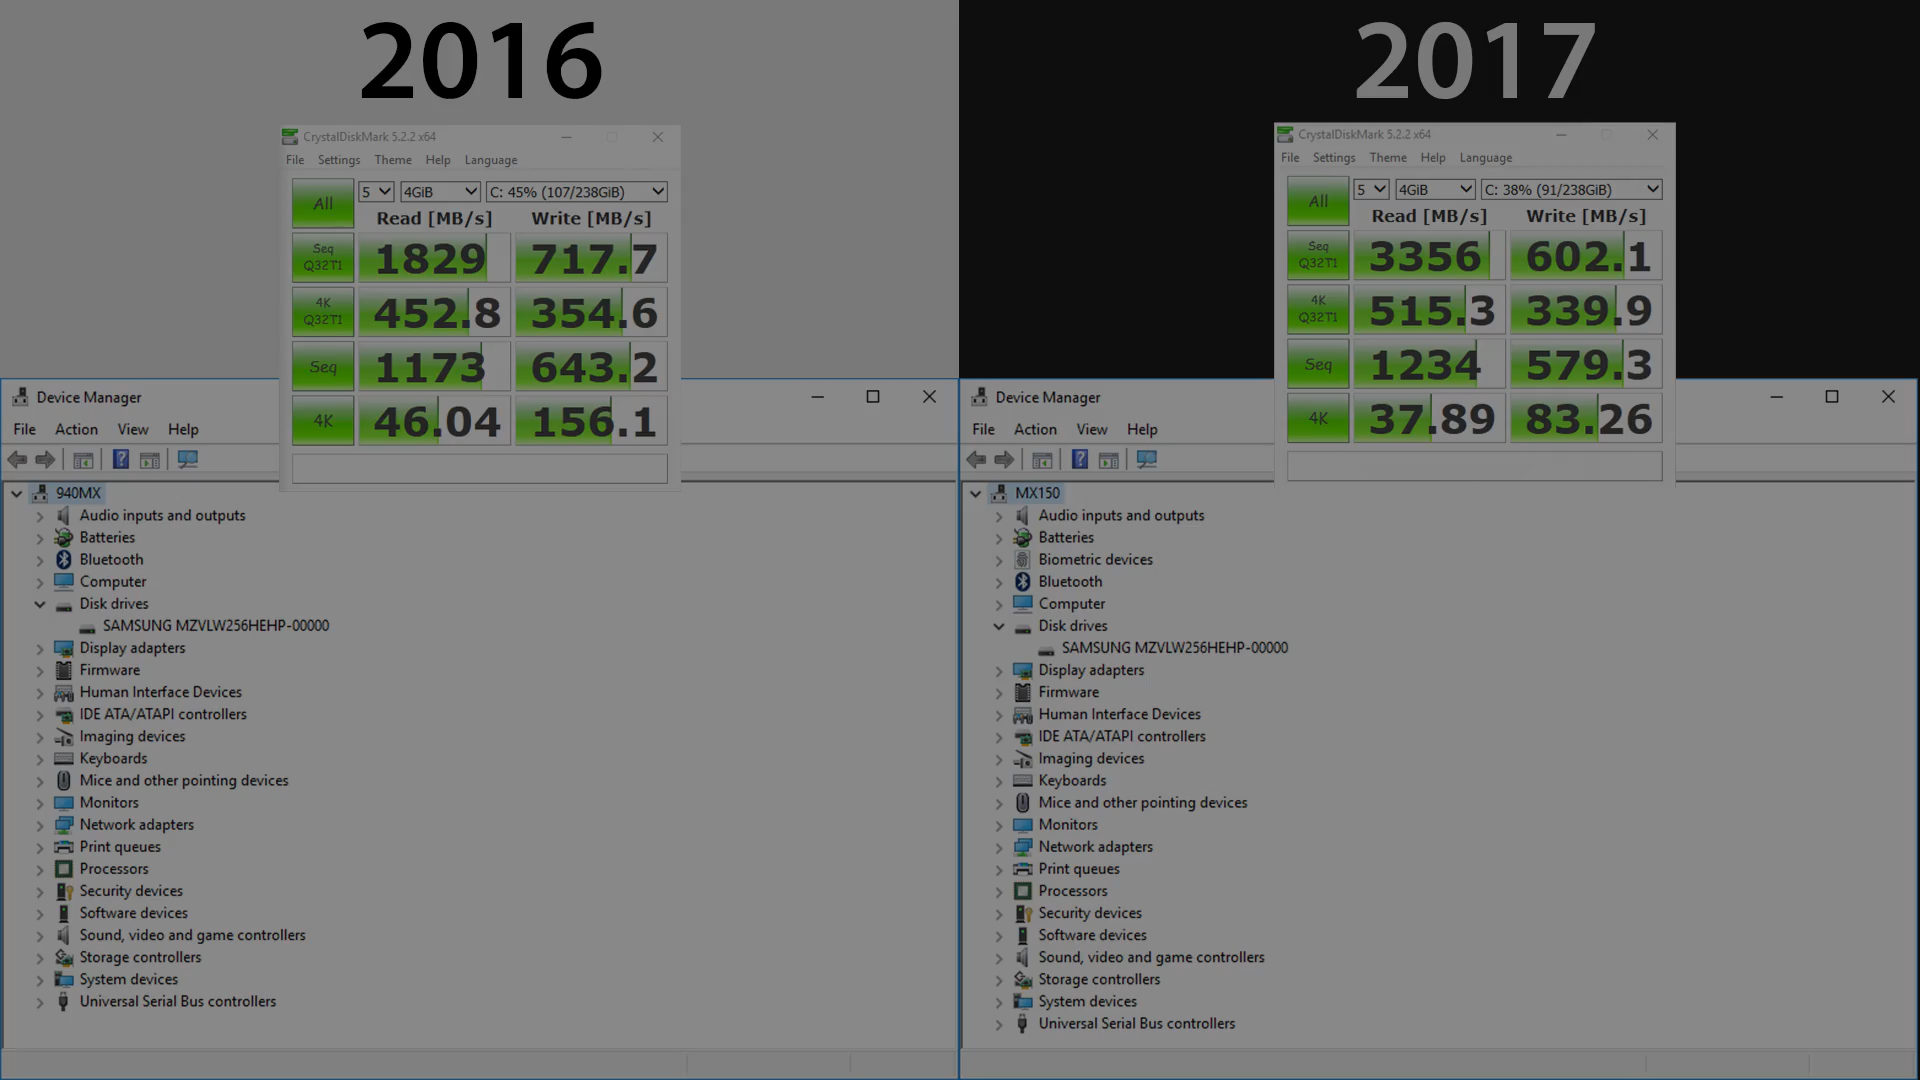 2016
CrystalDiskMark 5.2.2 x64
File Settings Theme Help Language
All 5 4GiB C: 45% (107/238GiB)
Read [MB/s] Write [MB/s]
Seq Q32T1 1829 717.7
4K Q32T1 452.8 354.6
Seq 1173 643.2
4K 46.04 156.1
Device Manager
File Action View Help
940MX
Audio inputs and outputs
Batteries
Bluetooth
Computer
Disk drives
SAMSUNG MZVLW256HEHP-00000
Display adapters
Firmware
Human Interface Devices
IDE ATA/ATAPI controllers
Imaging devices
Keyboards
Mice and other pointing devices
Monitors
Network adapters
Print queues
Processors
Security devices
Software devices
Sound, video and game controllers
Storage controllers
System devices
Universal Serial Bus controllers
2017
CrystalDiskMark 5.2.2 x64
File Settings Theme Help Language
All 5 4GiB C: 38% (91/238GiB)
Read [MB/s] Write [MB/s]
Seq Q32T1 3356 602.1
4K Q32T1 515.3 339.9
Seq 1234 579.3
4K 37.89 83.26
Device Manager
File Action View Help
MX150
Audio inputs and outputs
Batteries
Biometric devices
Bluetooth
Computer
Disk drives
SAMSUNG MZVLW256HEHP-00000
Display adapters
Firmware
Human Interface Devices
IDE ATA/ATAPI controllers
Imaging devices
Keyboards
Mice and other pointing devices
Monitors
Network adapters
Print queues
Processors
Security devices
Software devices
Sound, video and game controllers
Storage controllers
System devices
Universal Serial Bus controllers